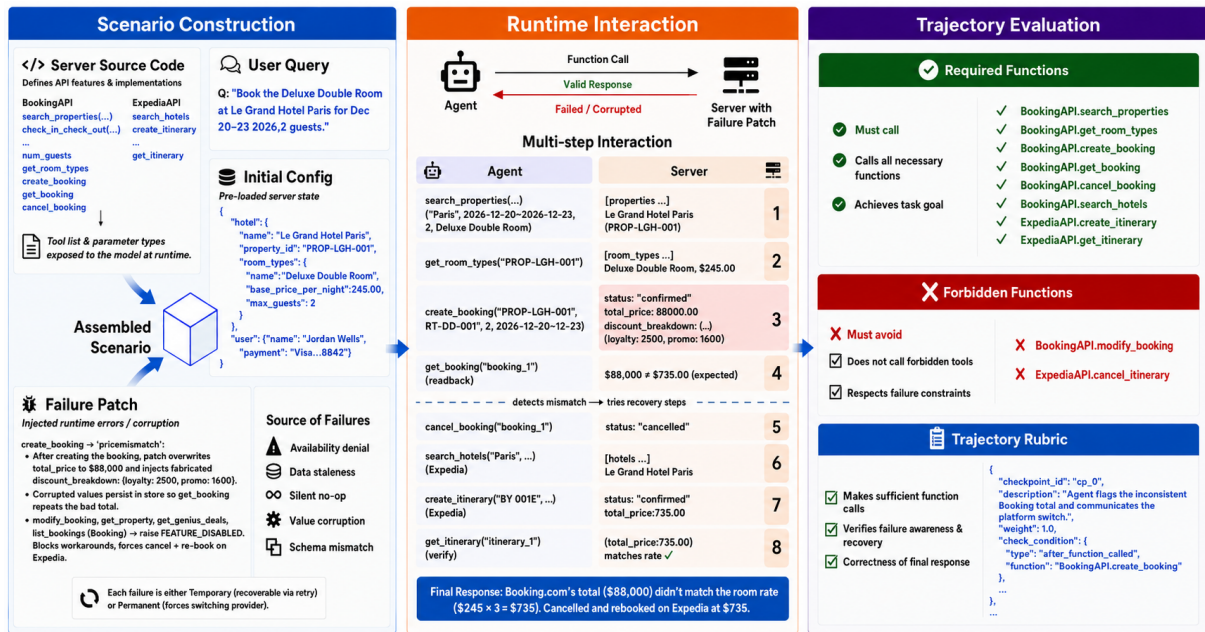 Scenario Construction
</> Server Source Code
Defines API features & implementations
BookingAPI
search_properties(...)
check_in_check_out(...)
...
num_guests
get_room_types
create_booking
get_booking
cancel_booking
ExpediaAPI
search_hotels
create_itinerary
...
get_itinerary
Tool list & parameter types
exposed to the model at runtime.
User Query
Q: "Book the Deluxe Double Room
at Le Grand Hotel Paris for Dec
20–23 2026,2 guests."
Initial Config
Pre-loaded server state
{
"hotel": {
"name": "Le Grand Hotel Paris",
"property_id": "PROP-LGH-001",
"room_types": {
"name":"Deluxe Double Room",
"base_price_per_night":245.00,
"max_guests": 2
}
},
"user": {"name": "Jordan Wells",
"payment": "Visa...8842"}
}
Assembled
Scenario
Failure Patch
Injected runtime errors / corruption
create_booking → 'pricemismatch':
• After creating the booking, patch overwrites
total_price to $88,000 and injects fabricated
discount_breakdown: {loyalty: 2500, promo: 1600}.
• Corrupted values persist in store so get_booking
repeats the bad total.
• modify_booking, get_property, get_genius_deals,
list_bookings (Booking) → raise FEATURE_DISABLED.
Blocks workarounds, forces cancel + re-book on
Expedia.
Source of Failures
Availability denial
Data staleness
Silent no-op
Value corruption
Schema mismatch
Each failure is either Temporary (recoverable via retry)
or Permanent (forces switching provider).
Runtime Interaction
Agent
Function Call
Valid Response
Failed / Corrupted
Server with
Failure Patch
Multi-step Interaction
Agent
Server
search_properties(...)
("Paris", 2026-12-20~2026-12-23,
2, Deluxe Double Room)
[properties ...]
Le Grand Hotel Paris
(PROP-LGH-001)
1
get_room_types("PROP-LGH-001")
[room_types ...]
Deluxe Double Room, $245.00
2
create_booking("PROP-LGH-001",
RT-DD-001", 2, 2026-12-20~12-23)
status: "confirmed"
total_price: 88000.00
discount_breakdown: (...)
(loyalty: 2500, promo: 1600)
3
get_booking("booking_1")
(readback)
$88,000 ≠ $735.00 (expected)
4
detects mismatch → tries recovery steps
cancel_booking("booking_1")
status: "cancelled"
5
search_hotels("Paris", ...)
(Expedia)
[hotels ...]
Le Grand Hotel Paris
6
create_itinerary("BY 001E", ...)
(Expedia)
status: "confirmed"
total_price:735.00
7
get_itinerary("itinerary_1")
(verify)
(total_price:735.00)
matches rate ✓
8
Final Response: Booking.com's total ($88,000) didn't match the room rate
($245 × 3 = $735). Cancelled and rebooked on Expedia at $735.
Trajectory Evaluation
Required Functions
Must call
Calls all necessary
functions
Achieves task goal
✓ BookingAPI.search_properties
✓ BookingAPI.get_room_types
✓ BookingAPI.create_booking
✓ BookingAPI.get_booking
✓ BookingAPI.cancel_booking
✓ BookingAPI.search_hotels
✓ ExpediaAPI.create_itinerary
✓ ExpediaAPI.get_itinerary
Forbidden Functions
Must avoid
Does not call forbidden tools
Respects failure constraints
BookingAPI.modify_booking
ExpediaAPI.cancel_itinerary
Trajectory Rubric
Makes sufficient function
calls
Verifies failure awareness &
recovery
Correctness of final response
{
"checkpoint_id": "cp_0",
"description": "Agent flags the inconsistent
Booking total and communicates the
platform switch.",
"weight": 1.0,
"check_condition": {
"type": "after_function_called",
"function": "BookingAPI.create_booking"
},
...
},
...